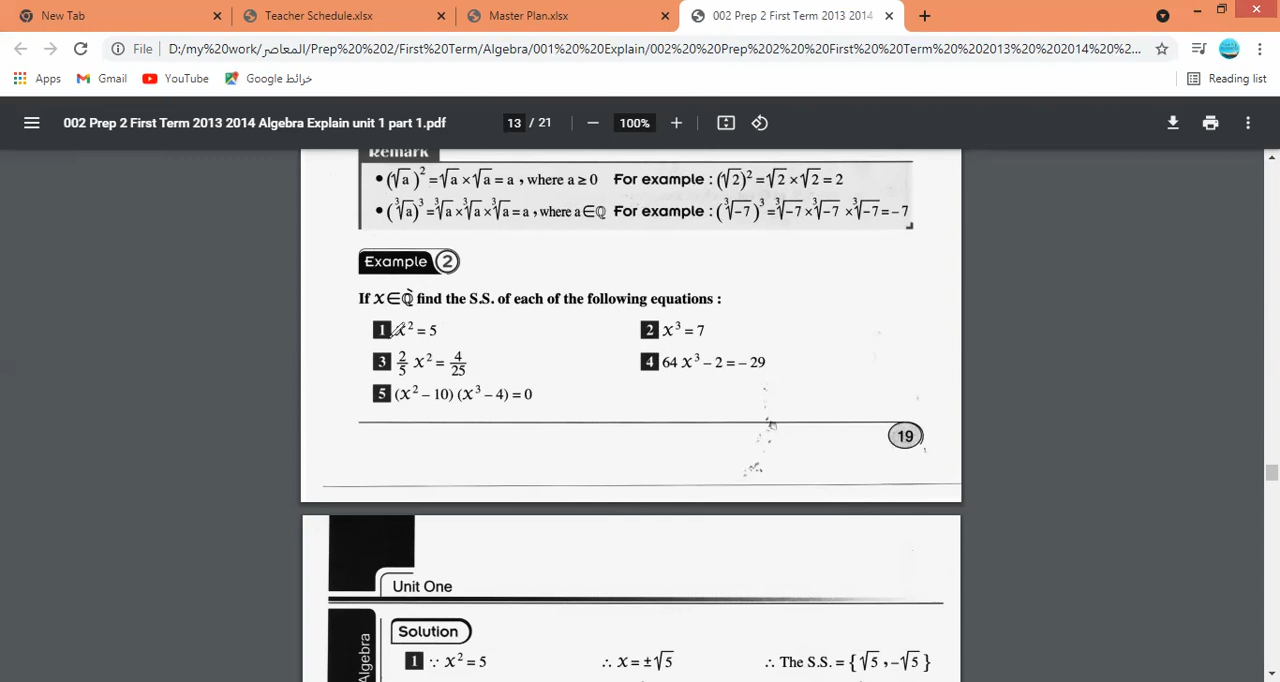 New Tab
Teacher Schedule.xlsx
Master Plan.xlsx
002 Prep 2 First Term 2013 2014
File D:/my%20work/المعاصر/Prep%20%202/First%20Term/Algebra/001%20%20Explain/002%20%20Prep%202%20%20First%20%20Term%20%202013%20%202014%20%2...
Apps Gmail YouTube خرائط Google Reading list
002 Prep 2 First Term 2013 2014 Algebra Explain unit 1 part 1.pdf 13 / 21 100%
Remark
• (√a)² = √a × √a = a , where a ≥ 0 For example : (√2)² = √2 × √2 = 2
• (∛a)³ = ∛a × ∛a × ∛a = a , where a ∈ ℚ For example : (∛-7)³ = ∛-7 × ∛-7 × ∛-7 = - 7
Example 2
If x ∈ ℚ̀ find the S.S. of each of the following equations :
1 x² = 5 2 x³ = 7
3 2/5 x² = 4/25 4 64 x³ – 2 = – 29
5 (x² – 10) (x³ – 4) = 0
19
Unit One
Algebra
Solution
1 ∵ x² = 5 ∴ x = ±√5 ∴ The S.S. = {√5 , –√5}